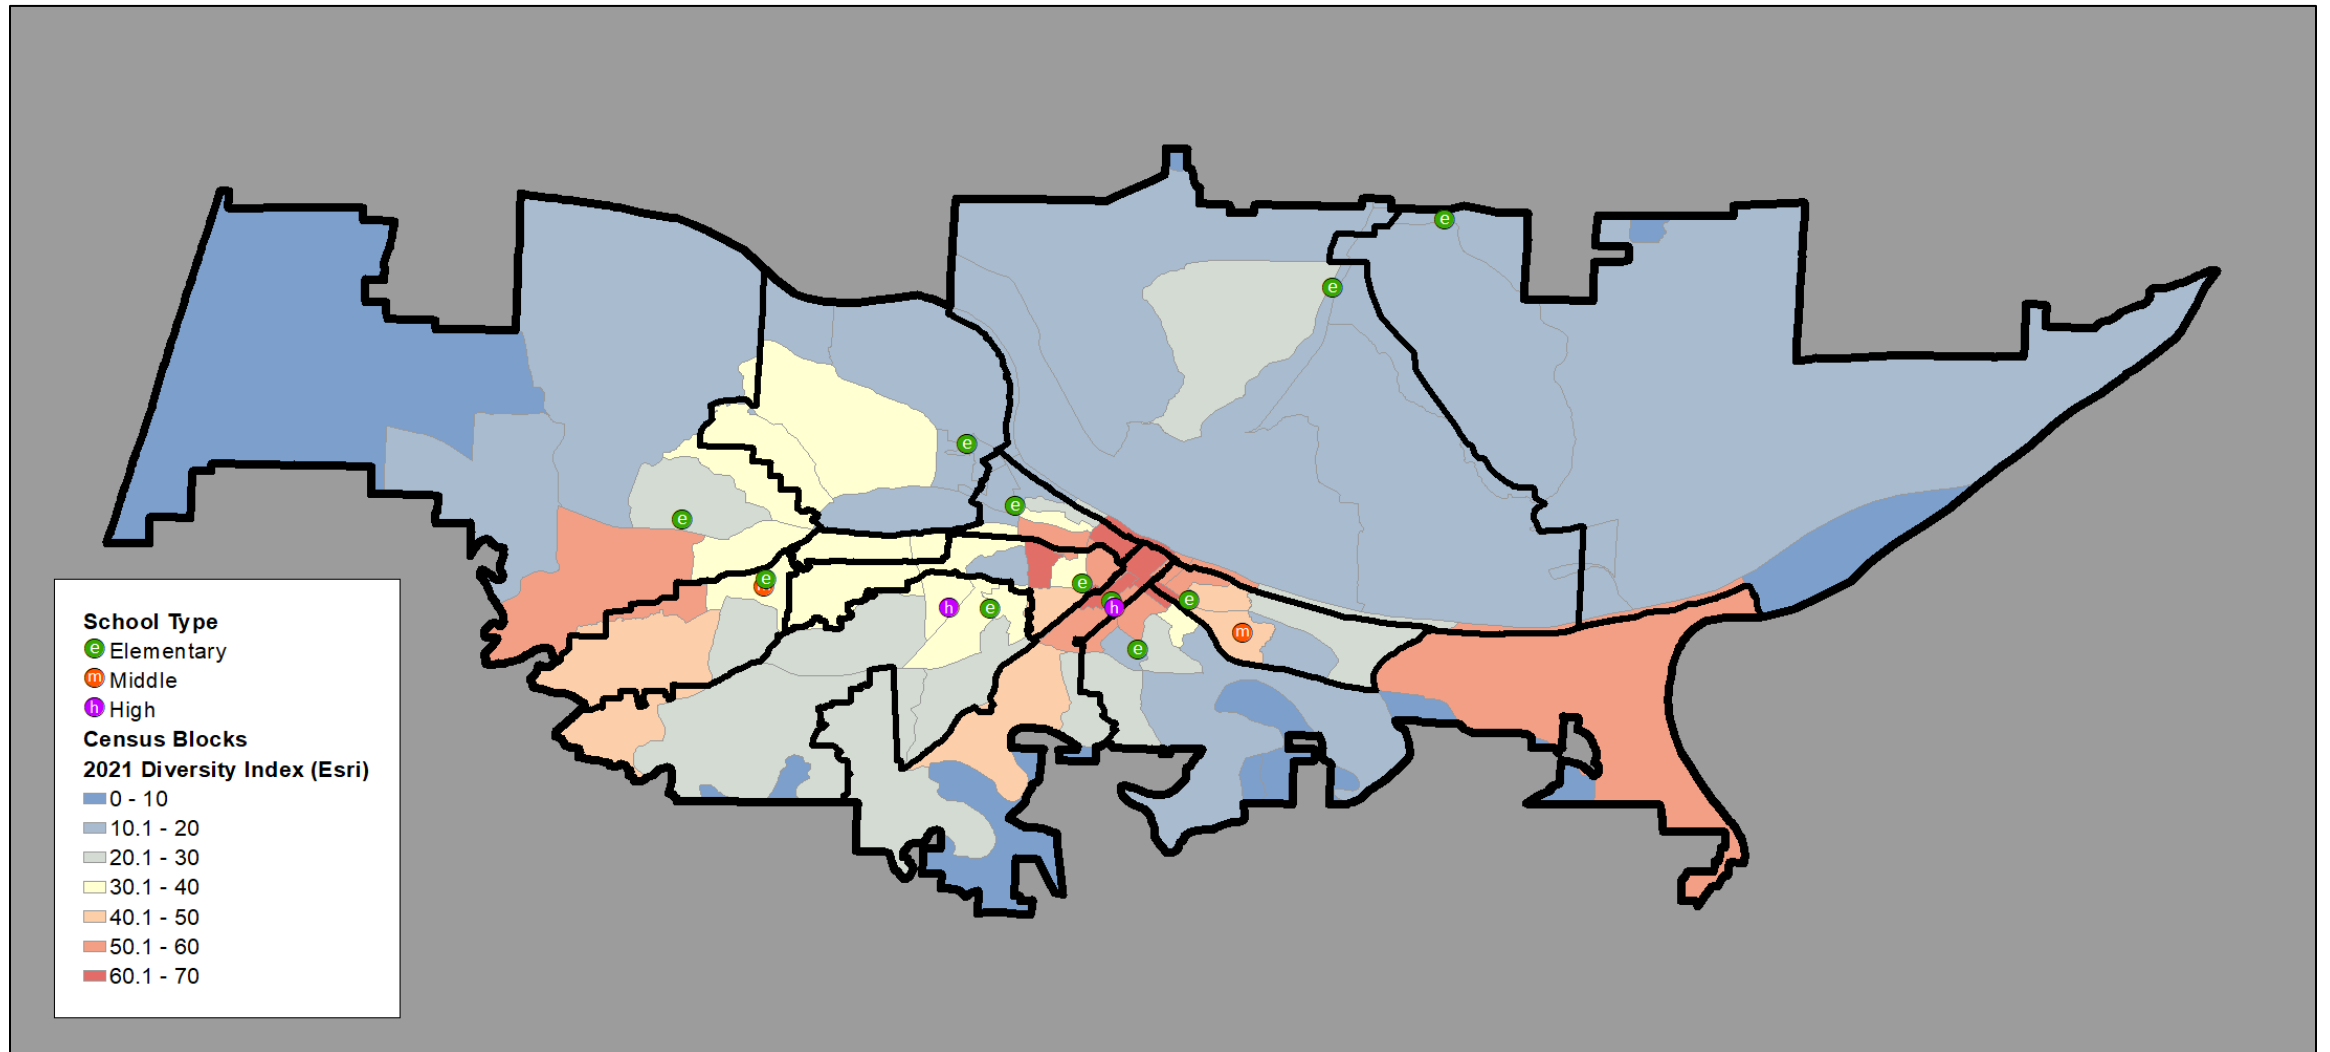 e
e
e
e
e
e
e
m
e
e
h
e
e
h
e
m
e
School Type
e Elementary
m Middle
h High
Census Blocks
2021 Diversity Index (Esri)
0 - 10
10.1 - 20
20.1 - 30
30.1 - 40
40.1 - 50
50.1 - 60
60.1 - 70